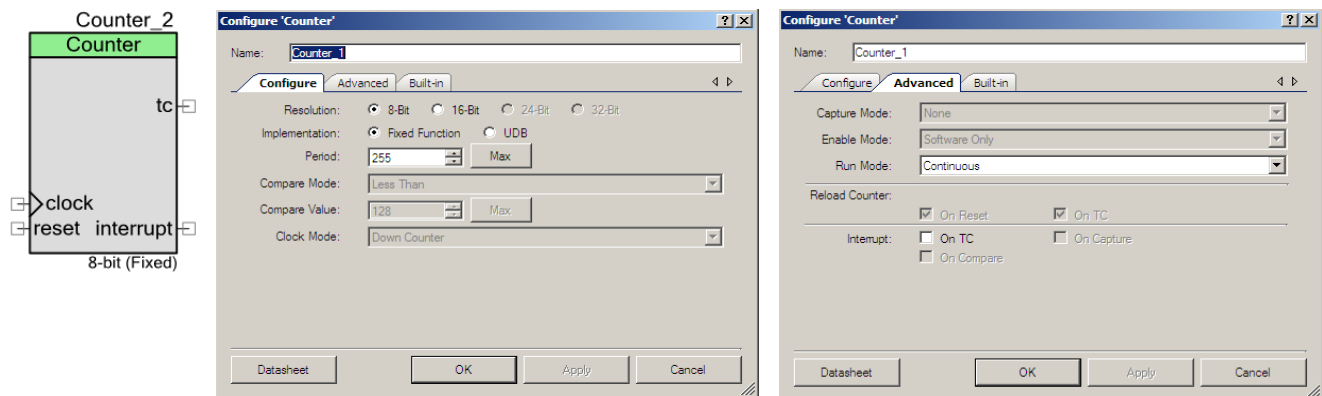 Counter_2
Counter
tc
clock
reset interrupt
8-bit (Fixed)
Configure 'Counter'
Name: Counter_1
Configure Advanced Built-in
Resolution: 8-Bit 16-Bit 24-Bit 32-Bit
Implementation: Fixed Function UDB
Period: 255 Max
Compare Mode: Less Than
Compare Value: 128 Max
Clock Mode: Down Counter
Datasheet OK Apply Cancel
Configure 'Counter'
Name: Counter_1
Configure Advanced Built-in
Capture Mode: None
Enable Mode: Software Only
Run Mode: Continuous
Reload Counter:
On Reset On TC
Interrupt: On TC On Capture
On Compare
Datasheet OK Apply Cancel